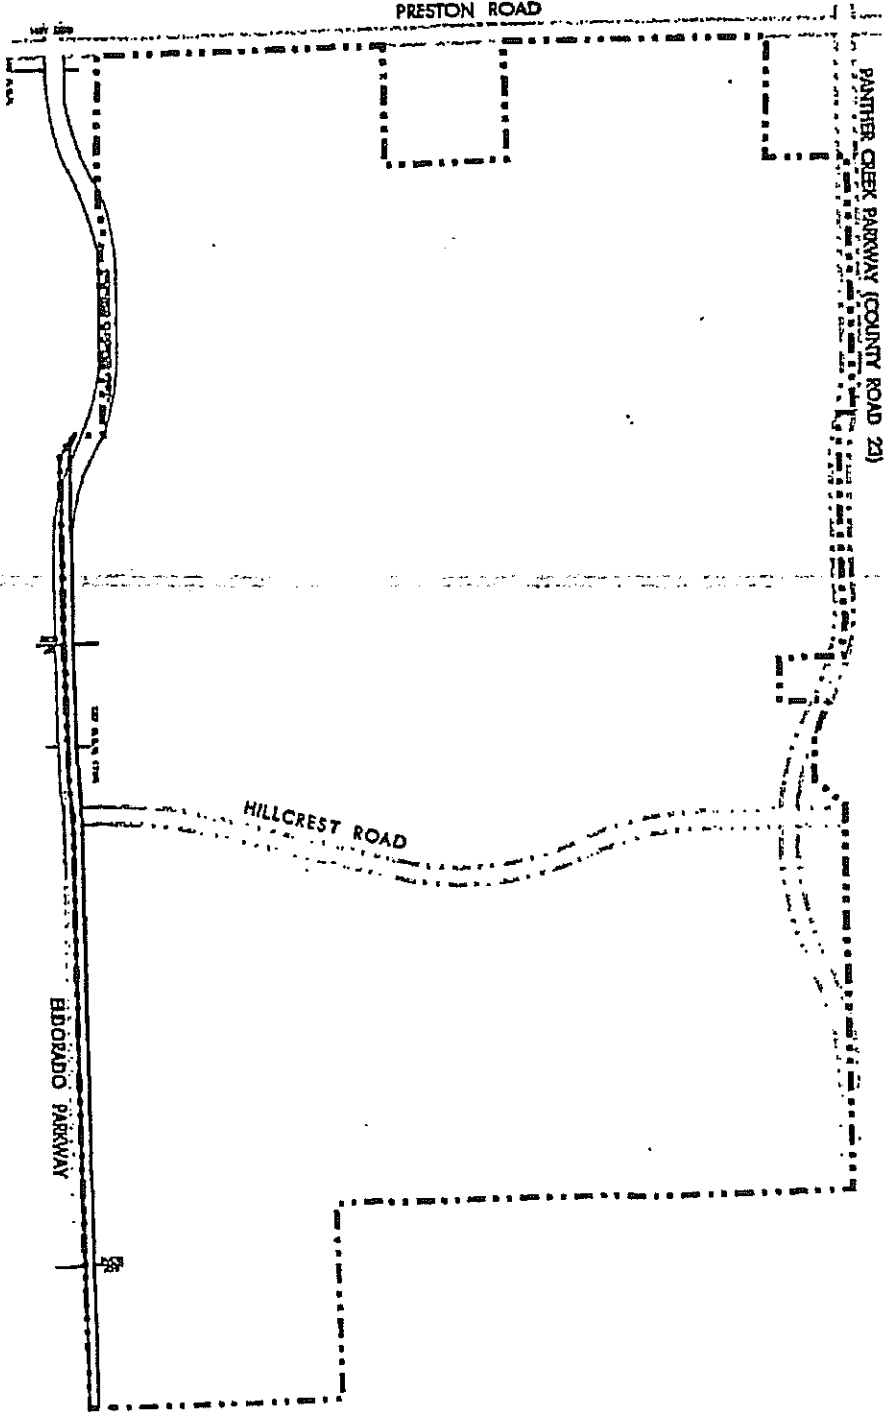 PRESTON ROAD
PANTHER CREEK PARKWAY (COUNTY ROAD 23)
HILLCREST ROAD
ELDORADO PARKWAY